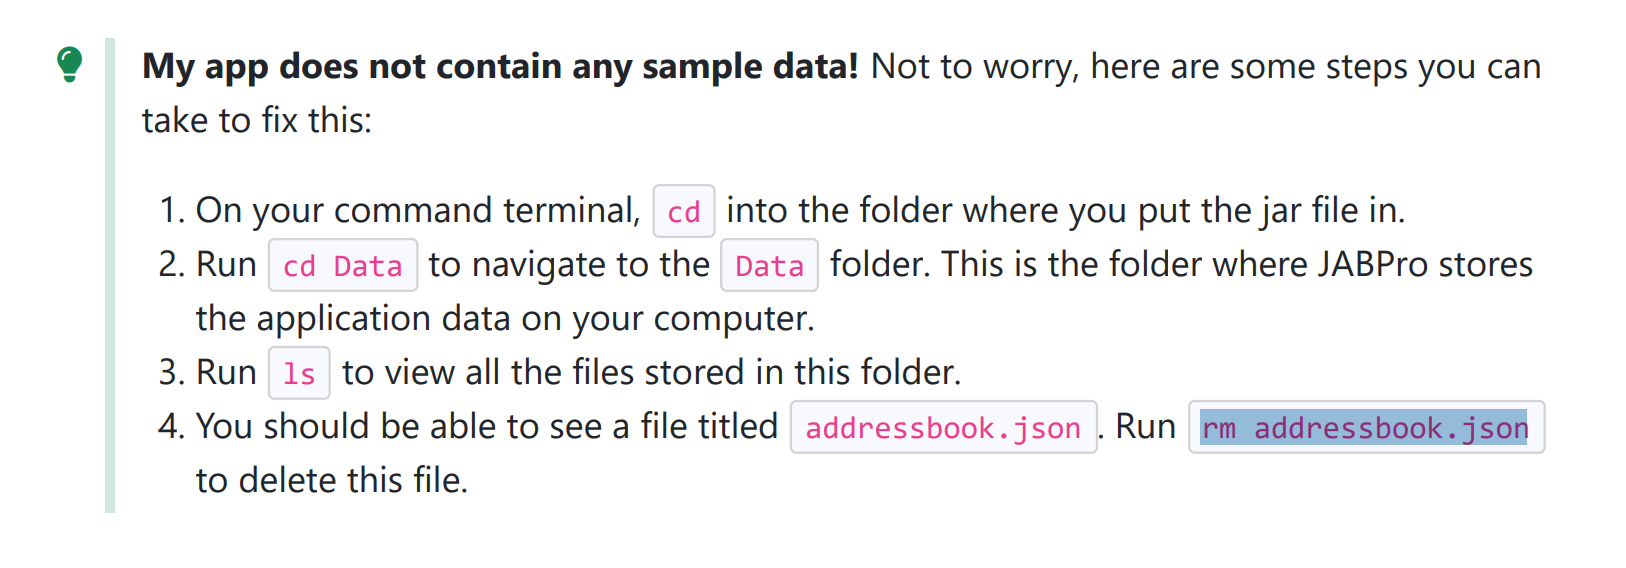 My app does not contain any sample data! Not to worry, here are some steps you can
take to fix this:
1. On your command terminal, cd into the folder where you put the jar file in.
2. Run cd Data to navigate to the Data folder. This is the folder where JABPro stores
the application data on your computer.
3. Run ls to view all the files stored in this folder.
4. You should be able to see a file titled addressbook.json. Run rm addressbook.json
to delete this file.